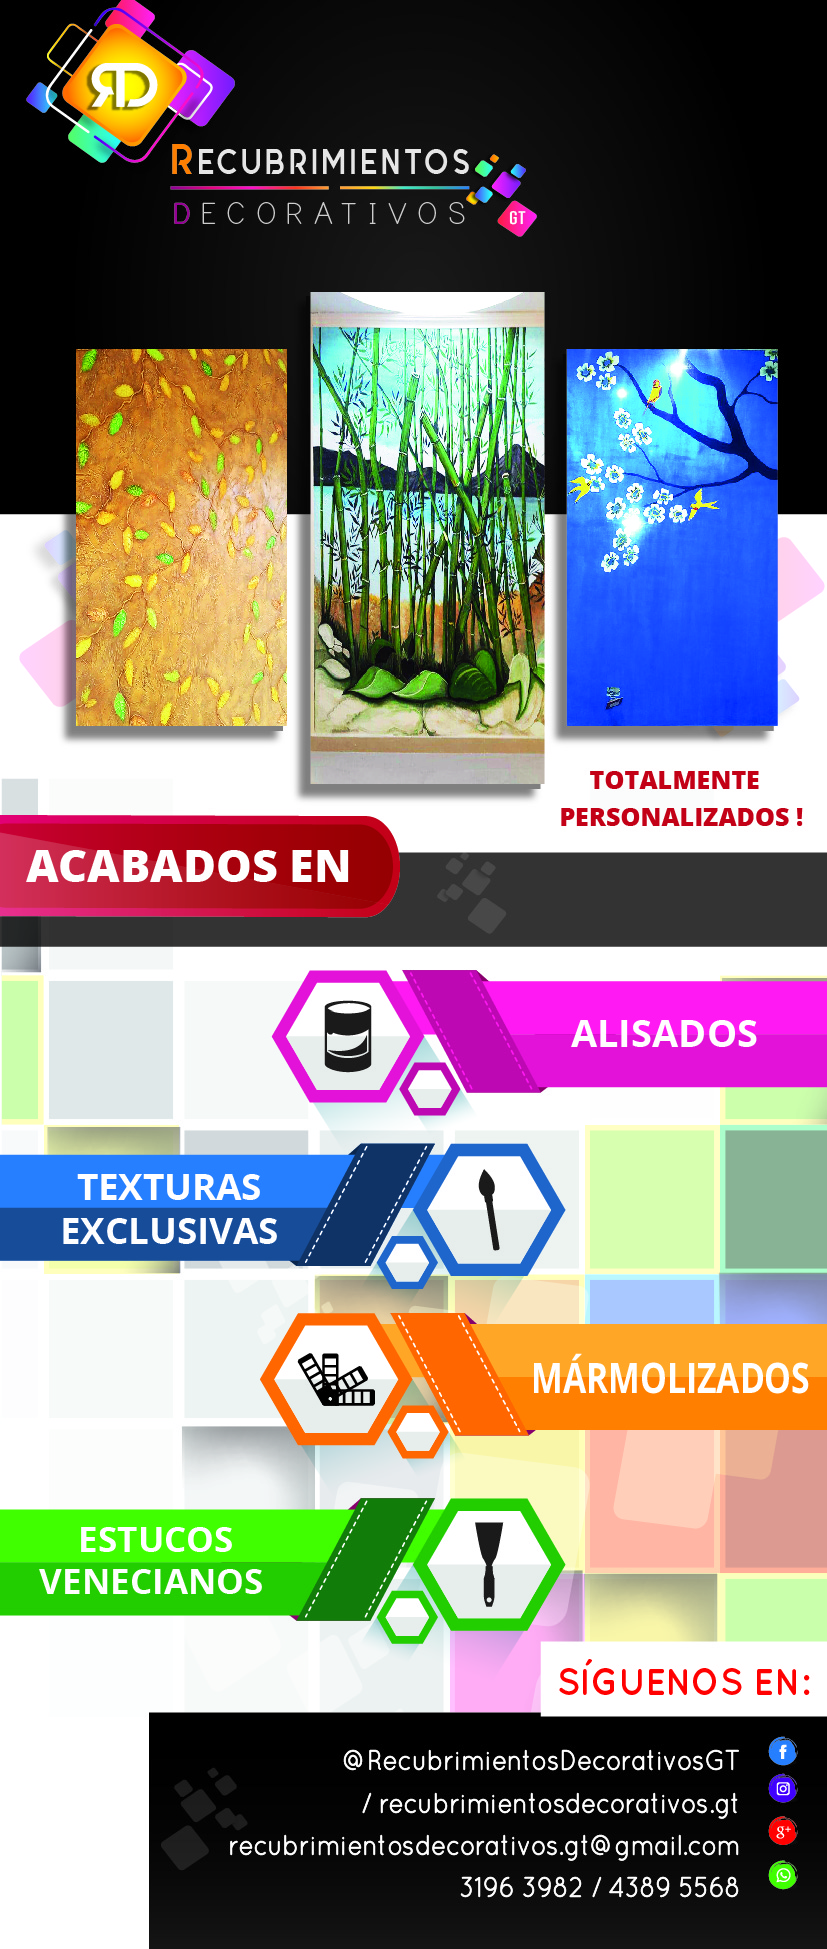 RD
RECUBRIMIENTOS
DECORATIVOS
GT
TOTALMENTE
PERSONALIZADOS !
ACABADOS EN
ALISADOS
TEXTURAS
EXCLUSIVAS
MÁRMOLIZADOS
ESTUCOS
VENECIANOS
SÍGUENOS EN:
@RecubrimientosDecorativosGT
/ recubrimientosdecorativos.gt
recubrimientosdecorativos.gt@gmail.com
3196 3982 / 4389 5568